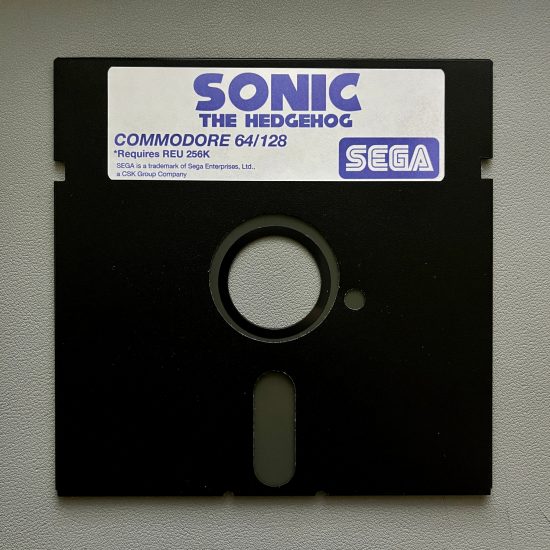 SONIC
THE HEDGEHOG
COMMODORE 64/128
*Requires REU 256K
SEGA is a trademark of Sega Enterprises, Ltd.,
a CSK Group Company
SEGA